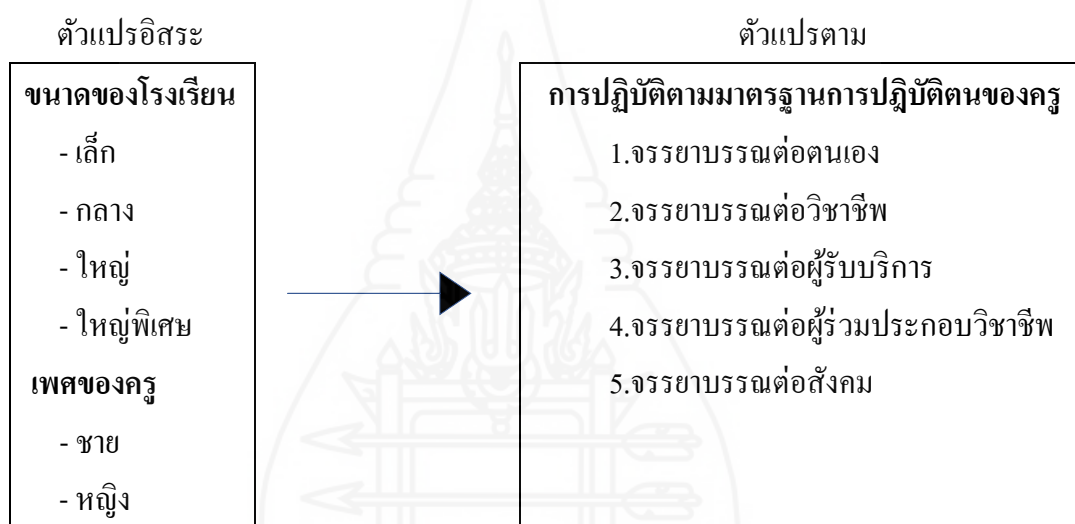 ตัวแปรอิสระ
ขนาดของโรงเรียน
- เล็ก
- กลาง
- ใหญ่
- ใหญ่พิเศษ
เพศของครู
- ชาย
- หญิง
ตัวแปรตาม
การปฏิบัติตามมาตรฐานการปฎิบัติตนของครู
1.จรรยาบรรณต่อตนเอง
2.จรรยาบรรณต่อวิชาชีพ
3.จรรยาบรรณต่อผู้รับบริการ
4.จรรยาบรรณต่อผู้ร่วมประกอบวิชาชีพ
5.จรรยาบรรณต่อสังคม